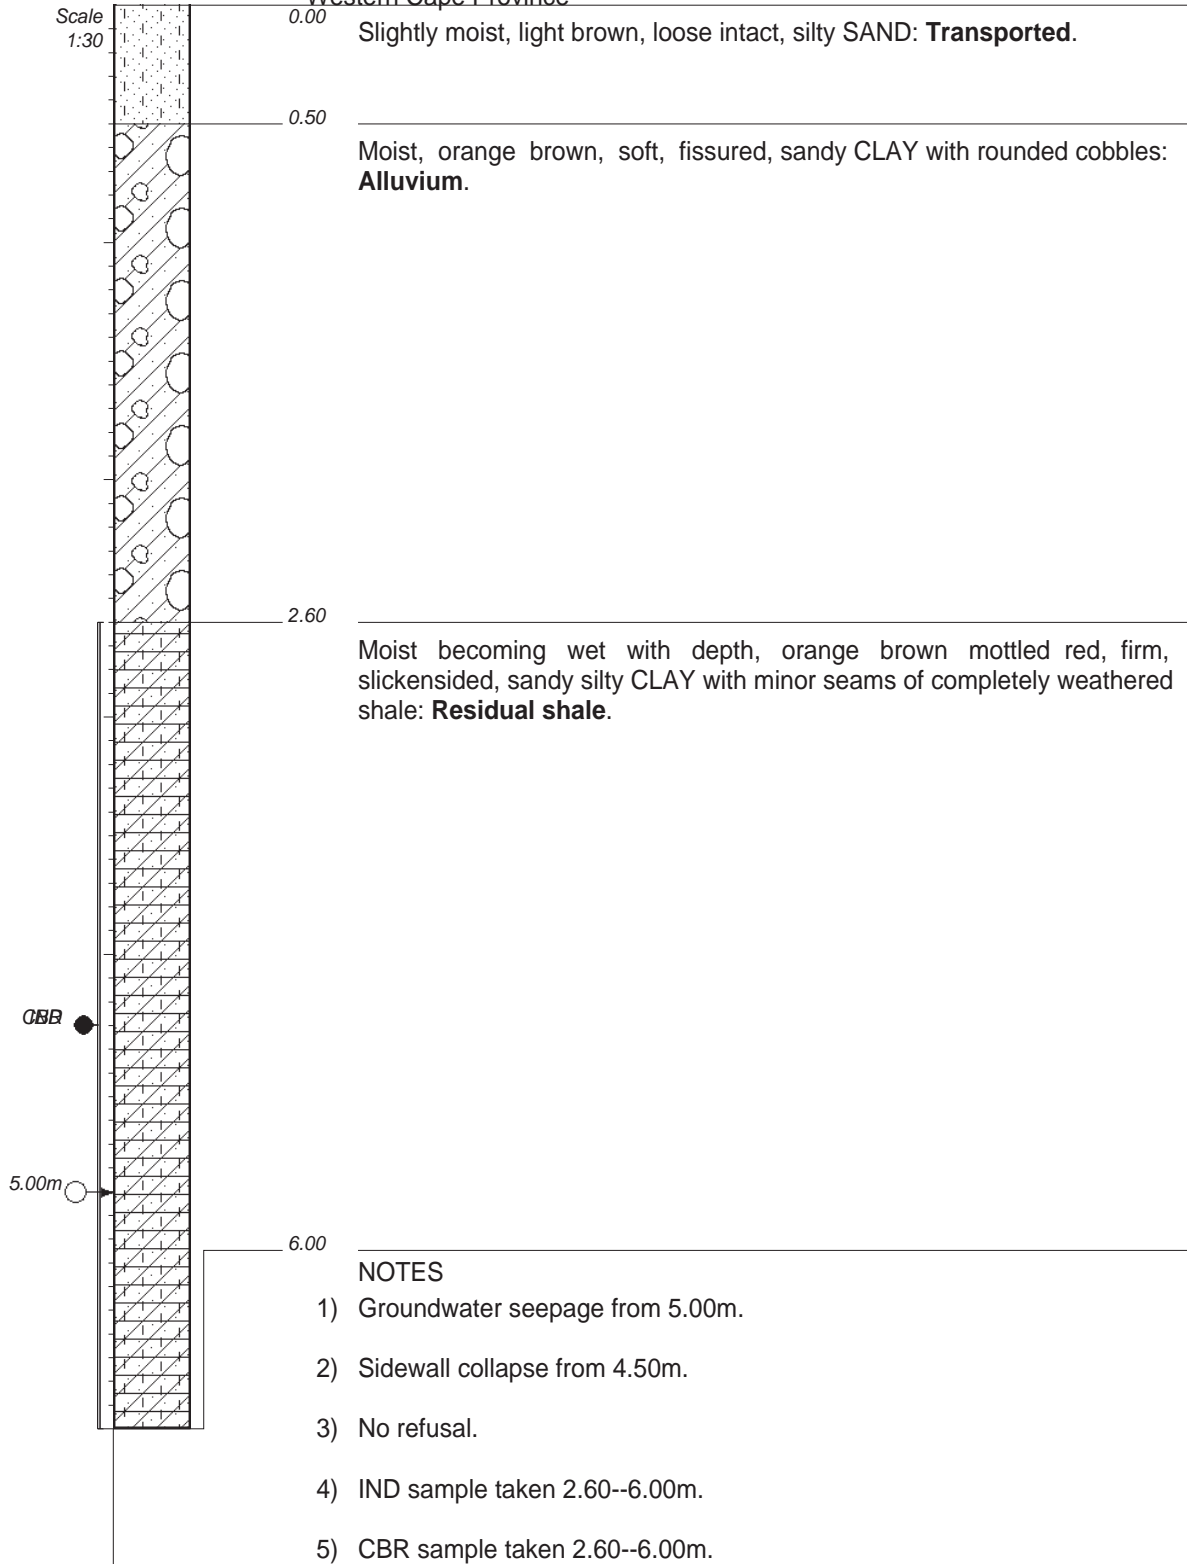 Western Cape Province
Scale
1:30
0.00
Slightly moist, light brown, loose intact, silty SAND: Transported.
0.50
Moist, orange brown, soft, fissured, sandy CLAY with rounded cobbles:
Alluvium.
2.60
Moist becoming wet with depth, orange brown mottled red, firm,
slickensided, sandy silty CLAY with minor seams of completely weathered
shale: Residual shale.
5.00m
6.00
NOTES
1) Groundwater seepage from 5.00m.
2) Sidewall collapse from 4.50m.
3) No refusal.
4) IND sample taken 2.60--6.00m.
5) CBR sample taken 2.60--6.00m.